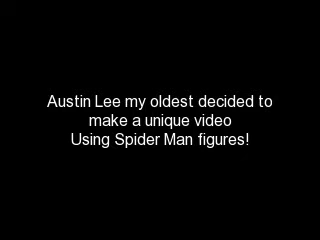 Austin Lee my oldest decided to
make a unique video
Using Spider Man figures!